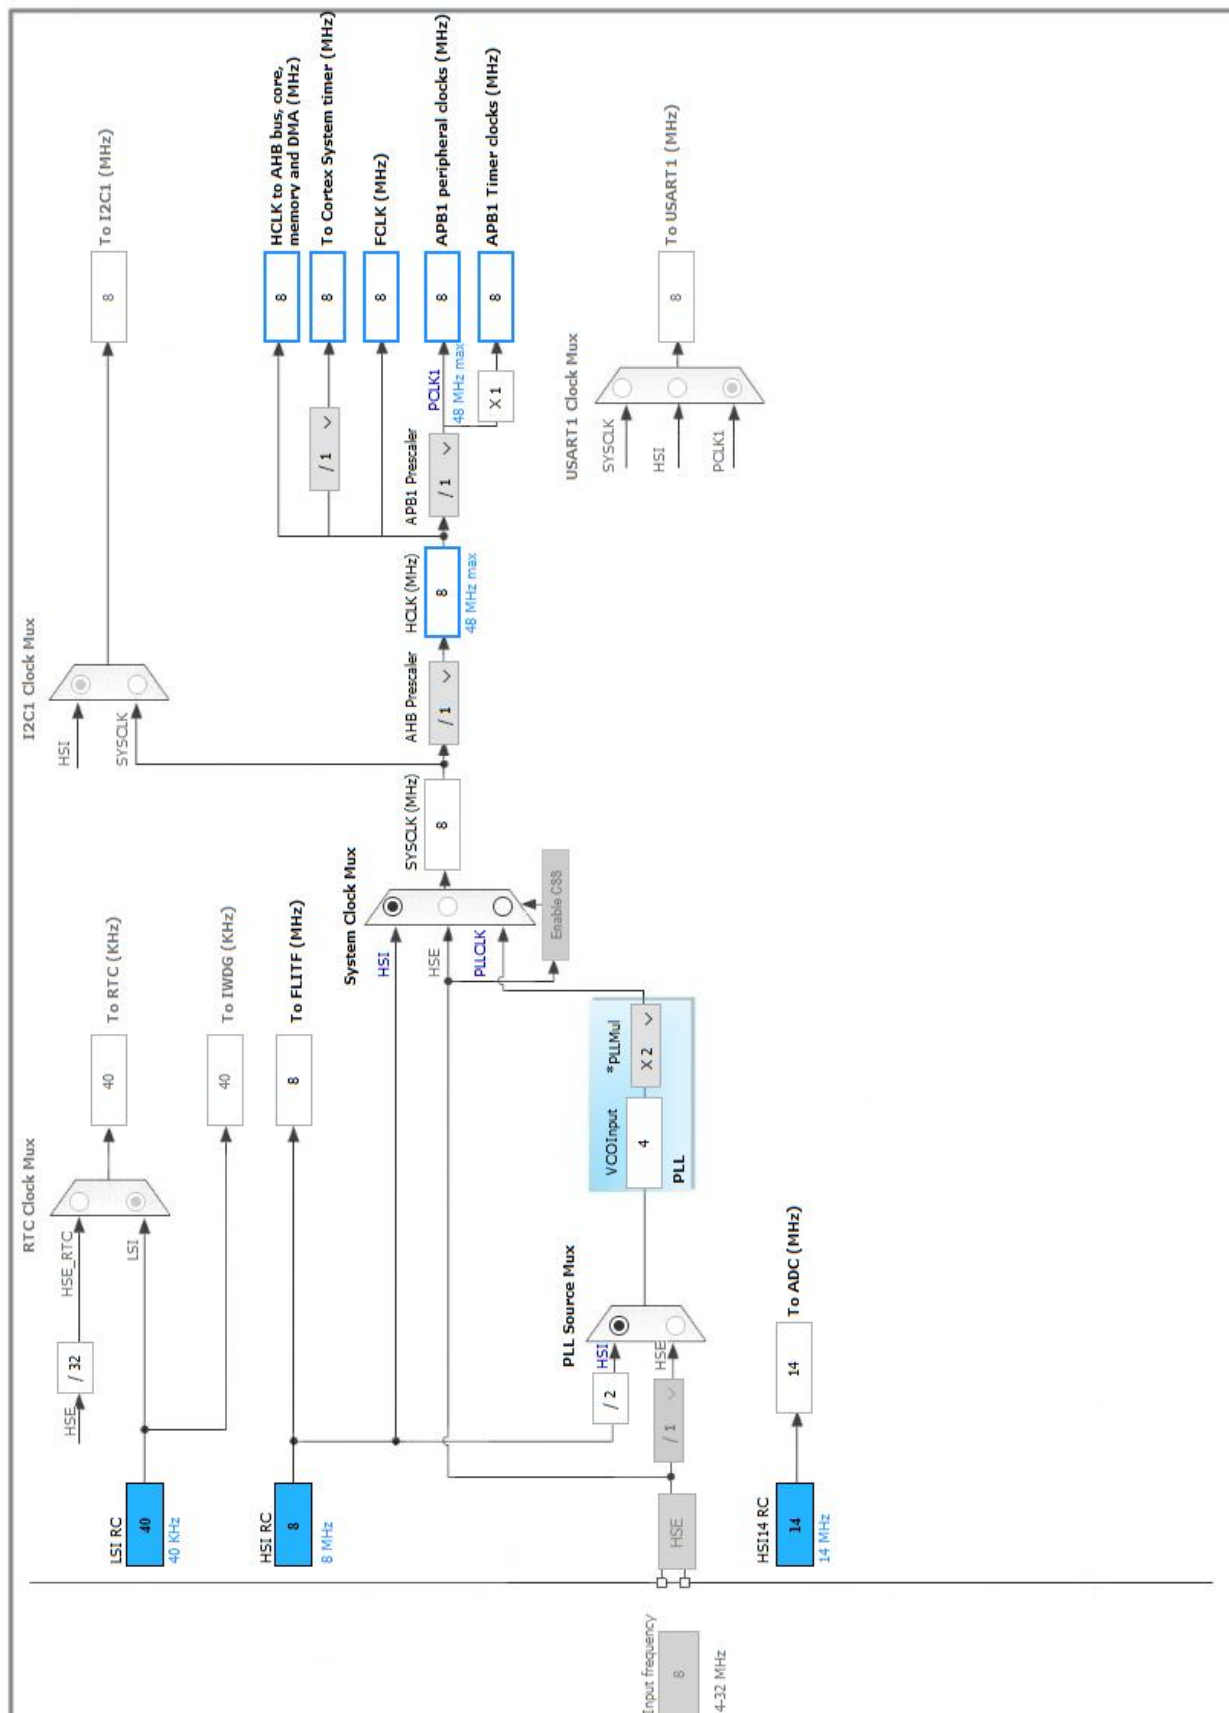 RTC Clock Mux
HSE
/ 32
HSE_RTC
LSI
40
To RTC (KHz)
LSI RC
40
40 KHz
40
To IWDG (KHz)
HSI RC
8
8 MHz
8
To FLITF (MHz)
I2C1 Clock Mux
HSI
SYSCLK
8
To I2C1 (MHz)
System Clock Mux
HSI
HSE
PLLCLK
Enable CSS
SYSCLK (MHz)
8
AHB Prescaler
/ 1
HCLK (MHz)
8
48 MHz max
8
HCLK to AHB bus, core,
memory and DMA (MHz)
/ 1
8
To Cortex System timer (MHz)
8
FCLK (MHz)
APB1 Prescaler
/ 1
PCLK1
48 MHz max
8
APB1 peripheral clocks (MHz)
X 1
8
APB1 Timer clocks (MHz)
PLL Source Mux
/ 2
HSI
HSE
/ 1
VCOInput
4
*PLLMul
X 2
PLL
Input frequency
8
4-32 MHz
HSE
HSI14 RC
14
14 MHz
14
To ADC (MHz)
USART1 Clock Mux
SYSCLK
HSI
PCLK1
8
To USART1 (MHz)